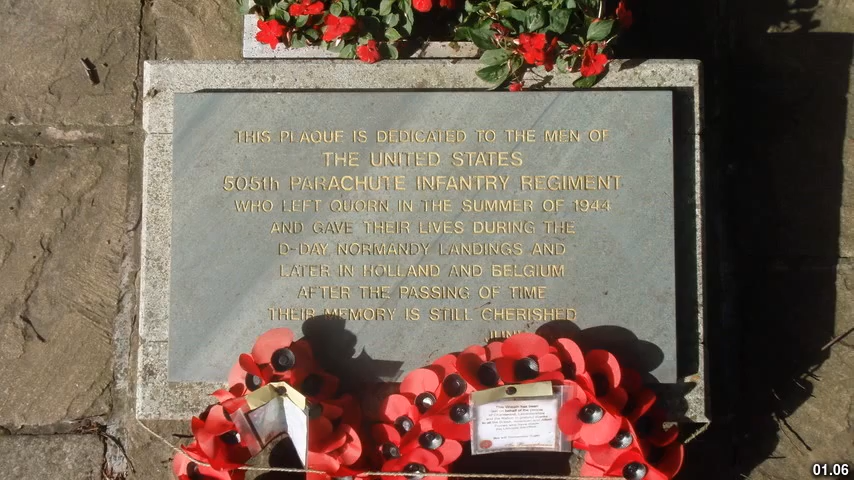 THIS PLAQUE IS DEDICATED TO THE MEN OF
THE UNITED STATES
505th PARACHUTE INFANTRY REGIMENT
WHO LEFT QUORN IN THE SUMMER OF 1944
AND GAVE THEIR LIVES DURING THE
D-DAY NORMANDY LANDINGS AND
LATER IN HOLLAND AND BELGIUM
AFTER THE PASSING OF TIME
THEIR MEMORY IS STILL CHERISHED
01.06